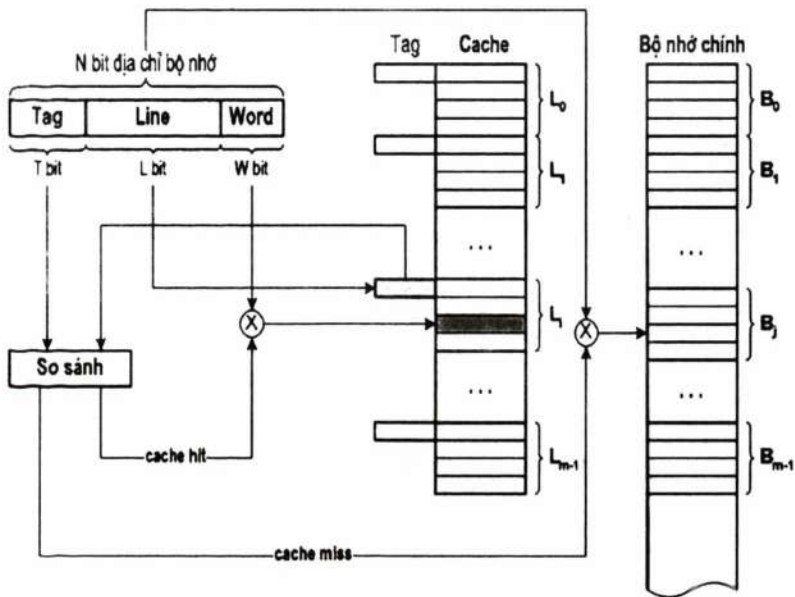 N bit địa chỉ bộ nhớ
Tag Line Word
T bit L bit W bit
So sánh
cache hit
cache miss
Tag Cache
L0
L1
...
Li
...
Lm-1
Bộ nhớ chính
B0
B1
...
Bj
...
Bm-1
X
X